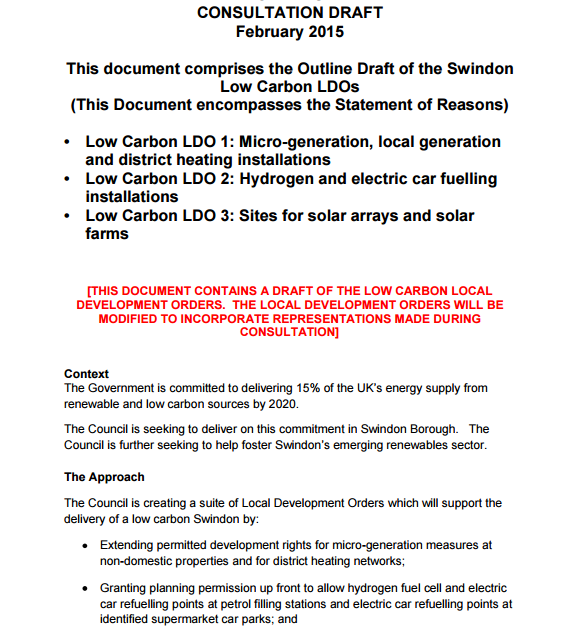 CONSULTATION DRAFT
February 2015
This document comprises the Outline Draft of the Swindon
Low Carbon LDOs
(This Document encompasses the Statement of Reasons)
• Low Carbon LDO 1: Micro-generation, local generation
and district heating installations
• Low Carbon LDO 2: Hydrogen and electric car fuelling
installations
• Low Carbon LDO 3: Sites for solar arrays and solar
farms
[THIS DOCUMENT CONTAINS A DRAFT OF THE LOW CARBON LOCAL
DEVELOPMENT ORDERS. THE LOCAL DEVELOPMENT ORDERS WILL BE
MODIFIED TO INCORPORATE REPRESENTATIONS MADE DURING
CONSULTATION]
Context
The Government is committed to delivering 15% of the UK's energy supply from
renewable and low carbon sources by 2020.
The Council is seeking to deliver on this commitment in Swindon Borough. The
Council is further seeking to help foster Swindon's emerging renewables sector.
The Approach
The Council is creating a suite of Local Development Orders which will support the
delivery of a low carbon Swindon by:
• Extending permitted development rights for micro-generation measures at
non-domestic properties and for district heating networks;
• Granting planning permission up front to allow hydrogen fuel cell and electric
car refuelling points at petrol filling stations and electric car refuelling points at
identified supermarket car parks; and